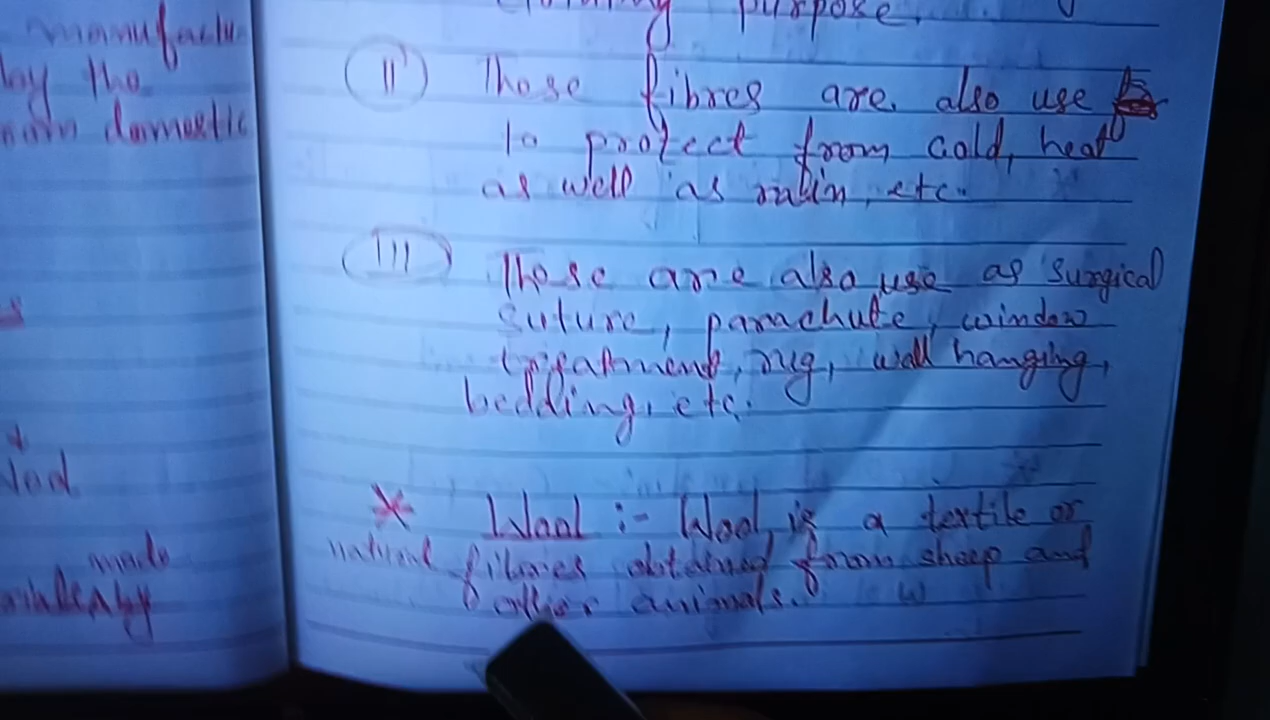 manufactu
by the
domestic
made
purpose.
II These fibres are also use
to protect from cold, heat
as well as rain, etc.
III These are also use as surgical
suture, parachute, window
treatment, rug, wall hanging,
bedding, etc.
* Wool :- Wool is a textile or
natural fibres obtained from sheep and
other animals.